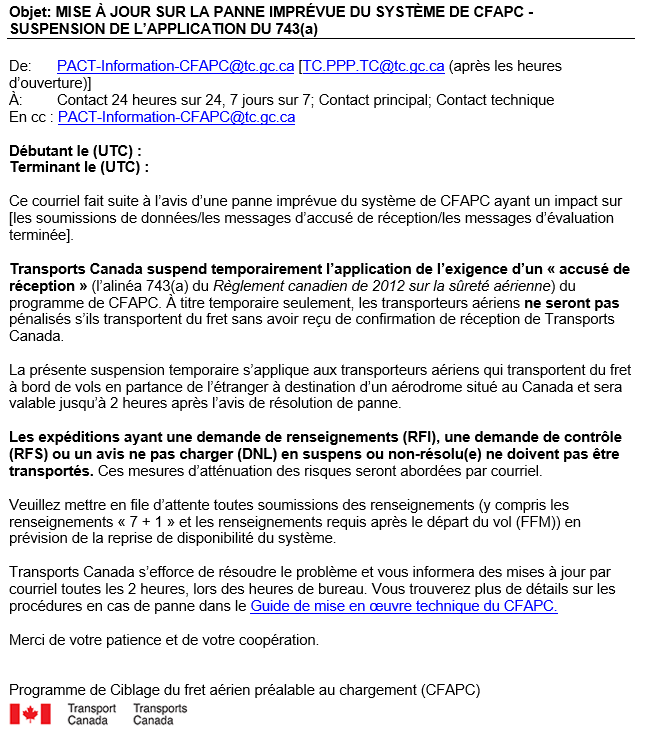 Objet: MISE À JOUR SUR LA PANNE IMPRÉVUE DU SYSTÈME DE CFAPC -
SUSPENSION DE L’APPLICATION DU 743(a)
De: PACT-Information-CFAPC@tc.gc.ca [TC.PPP.TC@tc.gc.ca (après les heures
d’ouverture)]
À: Contact 24 heures sur 24, 7 jours sur 7; Contact principal; Contact technique
En cc : PACT-Information-CFAPC@tc.gc.ca
Débutant le (UTC) :
Terminant le (UTC) :
Ce courriel fait suite à l’avis d’une panne imprévue du système de CFAPC ayant un impact sur
[les soumissions de données/les messages d’accusé de réception/les messages d’évaluation
terminée].
Transports Canada suspend temporairement l’application de l’exigence d’un « accusé de
réception » (l’alinéa 743(a) du Règlement canadien de 2012 sur la sûreté aérienne) du
programme de CFAPC. À titre temporaire seulement, les transporteurs aériens ne seront pas
pénalisés s’ils transportent du fret sans avoir reçu de confirmation de réception de Transports
Canada.
La présente suspension temporaire s’applique aux transporteurs aériens qui transportent du fret
à bord de vols en partance de l’étranger à destination d’un aérodrome situé au Canada et sera
valable jusqu’à 2 heures après l’avis de résolution de panne.
Les expéditions ayant une demande de renseignements (RFI), une demande de contrôle
(RFS) ou un avis ne pas charger (DNL) en suspens ou non-résolu(e) ne doivent pas être
transportés. Ces mesures d’atténuation des risques seront abordées par courriel.
Veuillez mettre en file d’attente toutes soumissions des renseignements (y compris les
renseignements « 7 + 1 » et les renseignements requis après le départ du vol (FFM)) en
prévision de la reprise de disponibilité du système.
Transports Canada s’efforce de résoudre le problème et vous informera des mises à jour par
courriel toutes les 2 heures, lors des heures de bureau. Vous trouverez plus de détails sur les
procédures en cas de panne dans le Guide de mise en œuvre technique du CFAPC.
Merci de votre patience et de votre coopération.
Programme de Ciblage du fret aérien préalable au chargement (CFAPC)
Transport Transports
Canada Canada